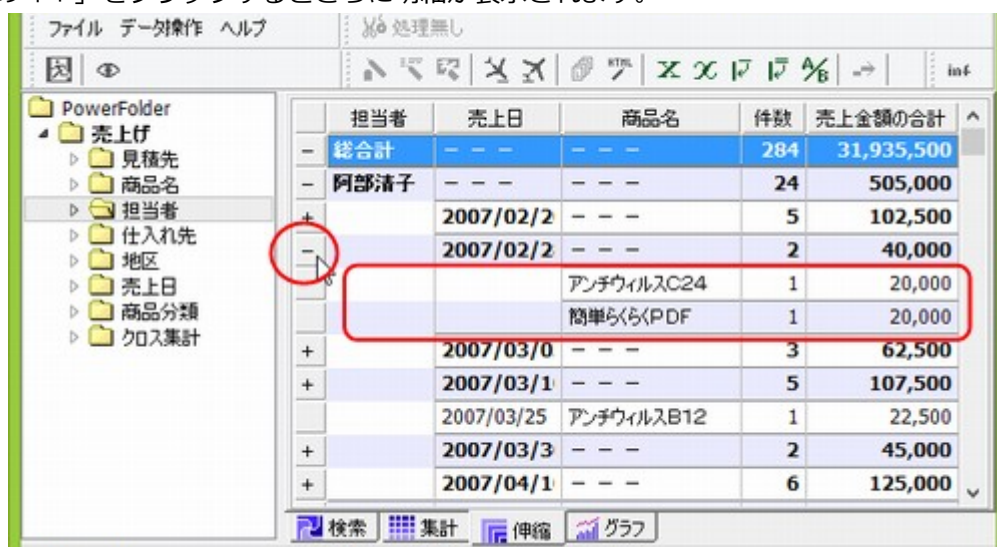 ファイル データ操作 ヘルプ 処理無し
HTML A/B inf
PowerFolder
売上げ
見積先
商品名
担当者
仕入れ先
地区
売上日
商品分類
クロス集計
担当者 売上日 商品名 件数 売上金額の合計
- 総合計 - - - - - - 284 31,935,500
- 阿部清子 - - - - - - 24 505,000
+ 2007/02/2 - - - 5 102,500
- 2007/02/2 - - - 2 40,000
アンチウィルスC24 1 20,000
簡単らくらくPDF 1 20,000
+ 2007/03/0 - - - 3 62,500
+ 2007/03/1 - - - 5 107,500
2007/03/25 アンチウィルスB12 1 22,500
+ 2007/03/3 - - - 2 45,000
+ 2007/04/1 - - - 6 125,000
検索 集計 伸縮 グラフ